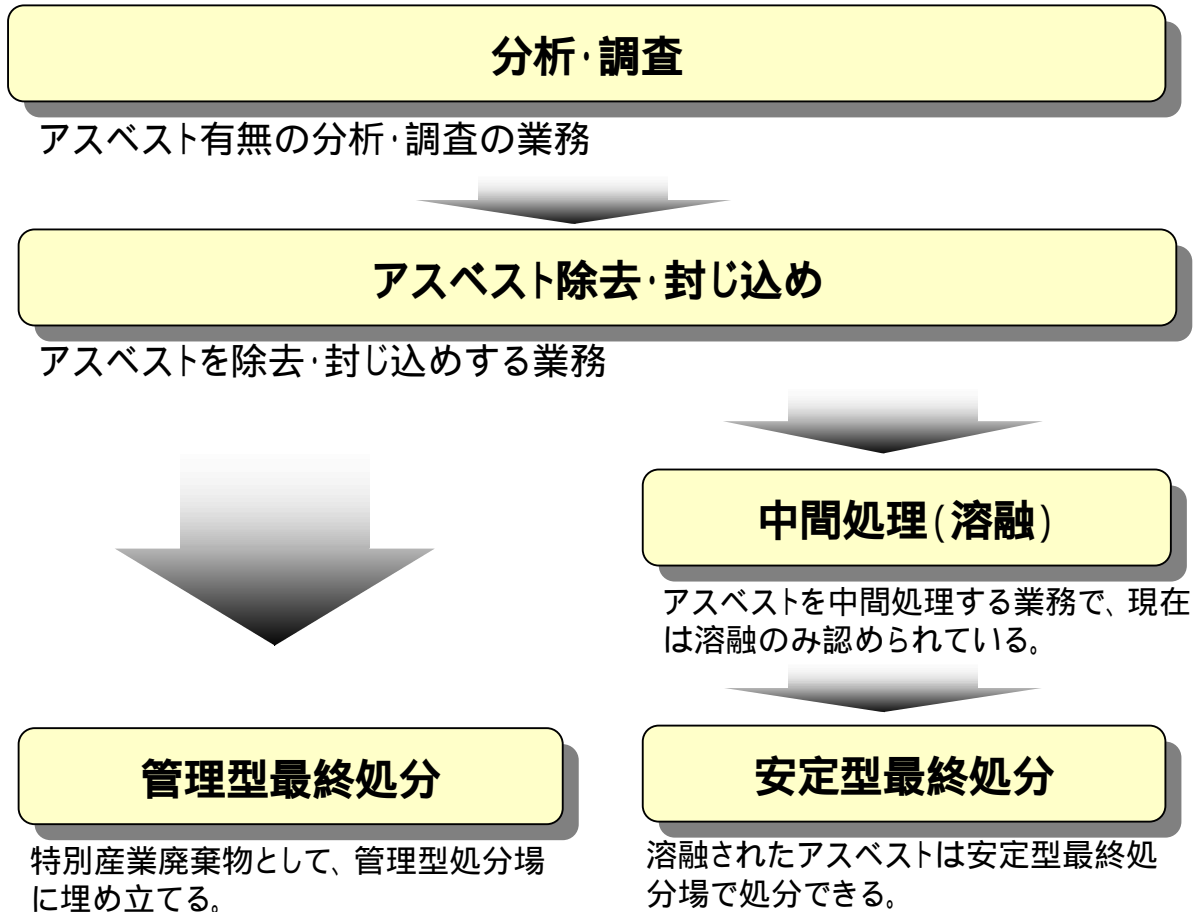 分析・調査
アスベスト有無の分析・調査の業務
アスベスト除去・封じ込め
アスベストを除去・封じ込めする業務
中間処理(溶融)
アスベストを中間処理する業務で、現在
は溶融のみ認められている。
管理型最終処分
特別産業廃棄物として、管理型処分場
に埋め立てる。
安定型最終処分
溶融されたアスベストは安定型最終処
分場で処分できる。